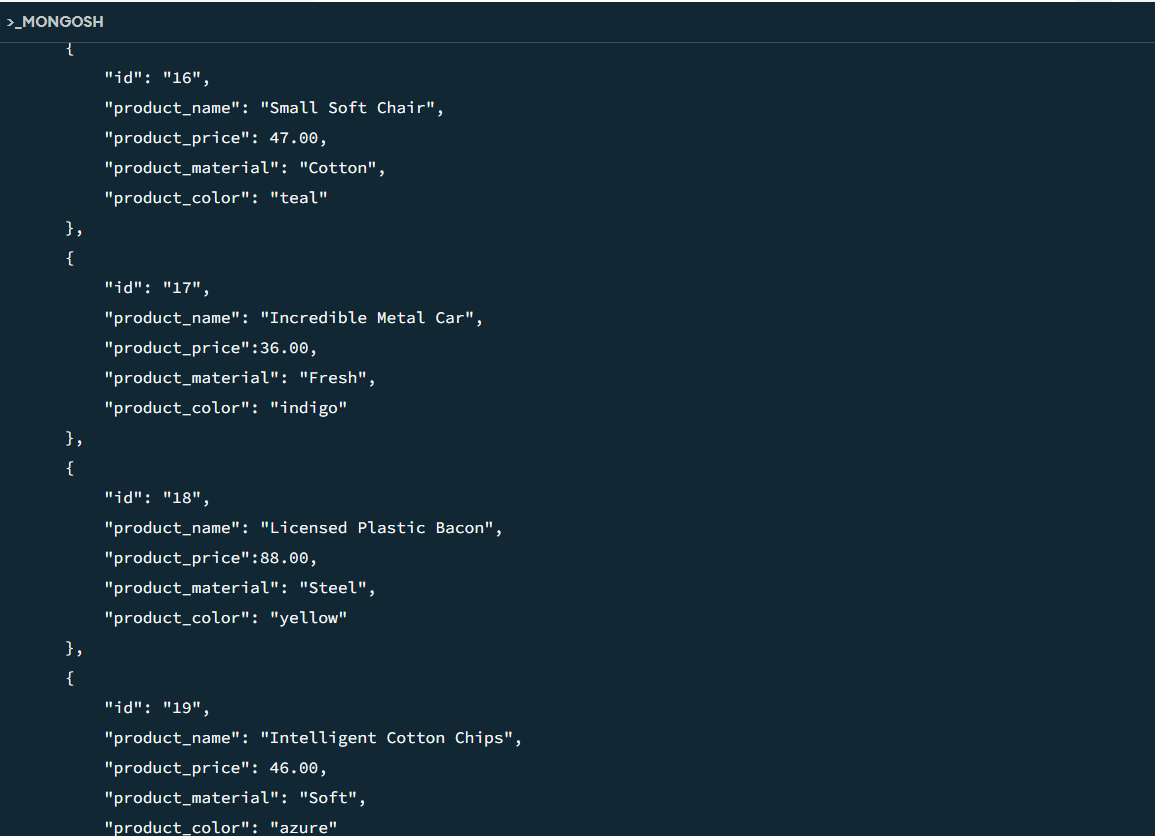 >_MONGOSH
{
"id": "16",
"product_name": "Small Soft Chair",
"product_price": 47.00,
"product_material": "Cotton",
"product_color": "teal"
},
{
"id": "17",
"product_name": "Incredible Metal Car",
"product_price":36.00,
"product_material": "Fresh",
"product_color": "indigo"
},
{
"id": "18",
"product_name": "Licensed Plastic Bacon",
"product_price":88.00,
"product_material": "Steel",
"product_color": "yellow"
},
{
"id": "19",
"product_name": "Intelligent Cotton Chips",
"product_price": 46.00,
"product_material": "Soft",
"product_color": "azure"